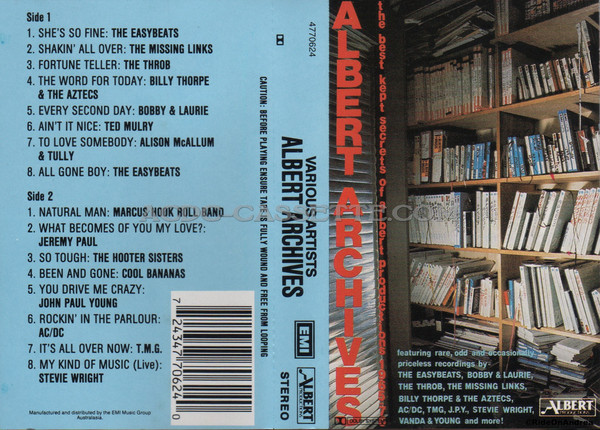 Side 1
1. SHE'S SO FINE: THE EASYBEATS
2. SHAKIN' ALL OVER: THE MISSING LINKS
3. FORTUNE TELLER: THE THROB
4. THE WORD FOR TODAY: BILLY THORPE
& THE AZTECS
5. EVERY SECOND DAY: BOBBY & LAURIE
6. AIN'T IT NICE: TED MULRY
7. TO LOVE SOMEBODY: ALISON McALLUM
& TULLY
8. ALL GONE BOY: THE EASYBEATS
Side 2
1. NATURAL MAN: MARCUS HOOK ROLL BAND
2. WHAT BECOMES OF YOU MY LOVE?:
JEREMY PAUL
3. SO TOUGH: THE HOOTER SISTERS
4. BEEN AND GONE: COOL BANANAS
5. YOU DRIVE ME CRAZY:
JOHN PAUL YOUNG
6. ROCKIN' IN THE PARLOUR:
AC/DC
7. IT'S ALL OVER NOW: T.M.G.
8. MY KIND OF MUSIC (Live):
STEVIE WRIGHT
7 24347 70624 0
Manufactured and distributed by the EMI Music Group
Australasia.
CAUTION: BEFORE PLAYING ENSURE TAPE IS FULLY WOUND AND FREE FROM LOOPING
4770624
VARIOUS ARTISTS
ALBERT ARCHIVES
EMI
ALBERT
PRODUCTIONS
STEREO
ALBERT ARCHIVES
the best kept secrets of albert productions
featuring rare, odd and occasionally
priceless recordings by
THE EASYBEATS, BOBBY & LAURIE,
THE THROB, THE MISSING LINKS,
BILLY THORPE & THE AZTECS,
AC/DC, TMG, J.P.Y., STEVIE WRIGHT,
VANDA & YOUNG and more!
ALBERT
PRODUCTIONS